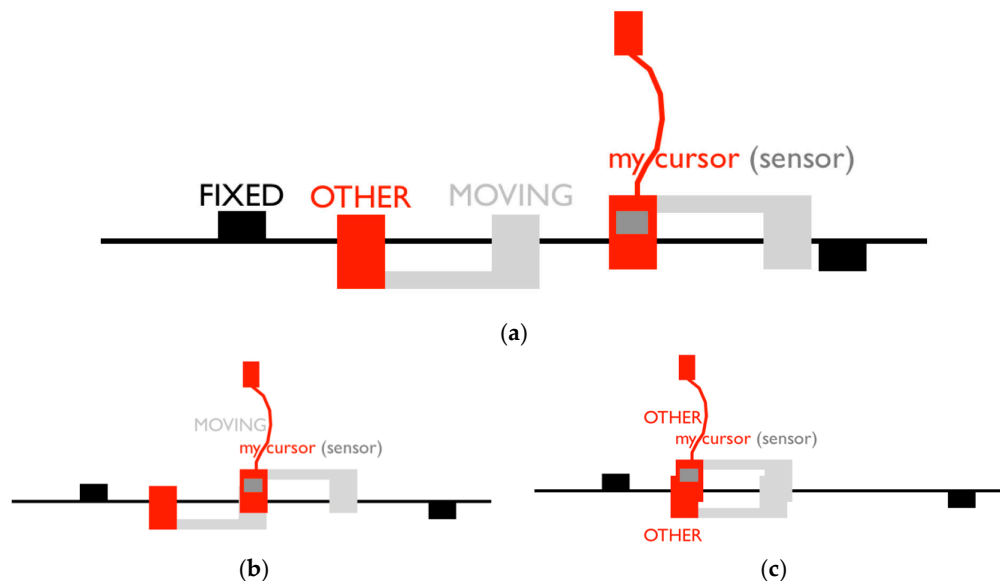 my cursor (sensor)
FIXED OTHER MOVING
(a)
MOVING
my cursor (sensor)
(b)
OTHER
my cursor (sensor)
OTHER
(c)